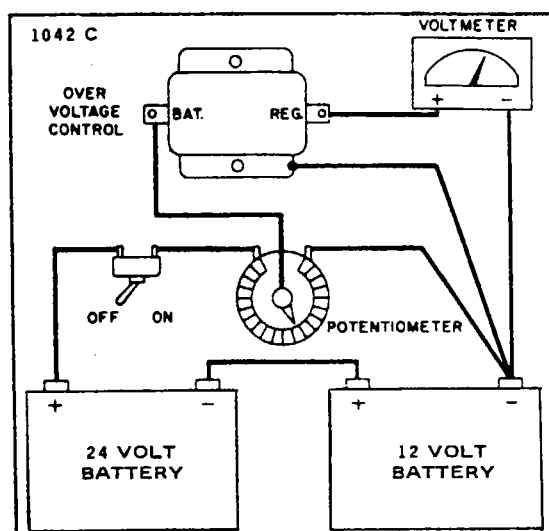 1042 C
VOLTMETER
+ -
OVER
VOLTAGE
CONTROL
BAT.
REG.
OFF ON
POTENTIOMETER
+ -
24 VOLT
BATTERY
+ -
12 VOLT
BATTERY